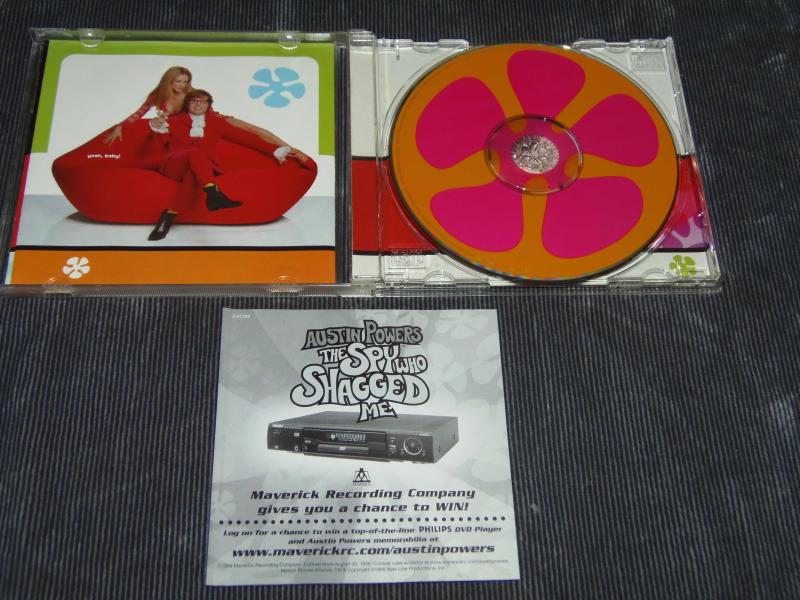 yeah, baby!
AUSTIN POWERS
THE SPY WHO
SHAGGED
ME
MAVERICK
Maverick Recording Company
gives you a chance to WIN!
Log on for a chance to win a top-of-the-line PHILIPS DVD Player
and Austin Powers memorabilia at
www.maverickrc.com/austinpowers